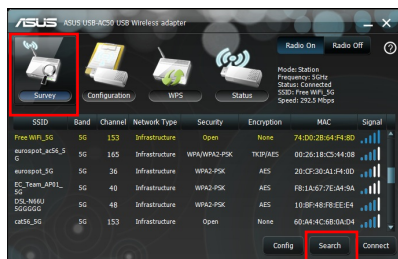 ASUS ASUS USB-AC50 USB Wireless adapter
Radio On Radio Off
Mode: Station
Frequency: 5GHz
Status: Connected
SSID: Free WiFi_5G
Speed: 292.5 Mbps
Survey Configuration WPS Status
SSID Band Channel Network Type Security Encryption MAC Signal
Free WiFi_5G 5G 153 Infrastructure Open None 74:D0:2B:64:F4:8D
eurospot_ac56_5
G 5G 165 Infrastructure WPA/WPA2-PSK TKIP/AES 00:26:18:C5:44:08
eurospot_5G 5G 36 Infrastructure WPA2-PSK AES 20:CF:30:A1:F4:0D
EC_Team_AP01_
5G 5G 40 Infrastructure WPA2-PSK AES F8:1A:67:7E:A4:9A
DSL-N66U
5GGGGG 5G 48 Infrastructure WPA2-PSK AES 10:BF:48:F8:EE:E4
cat56_5G 5G 153 Infrastructure Open None 60:A4:4C:6B:0A:D4
Config Search Connect